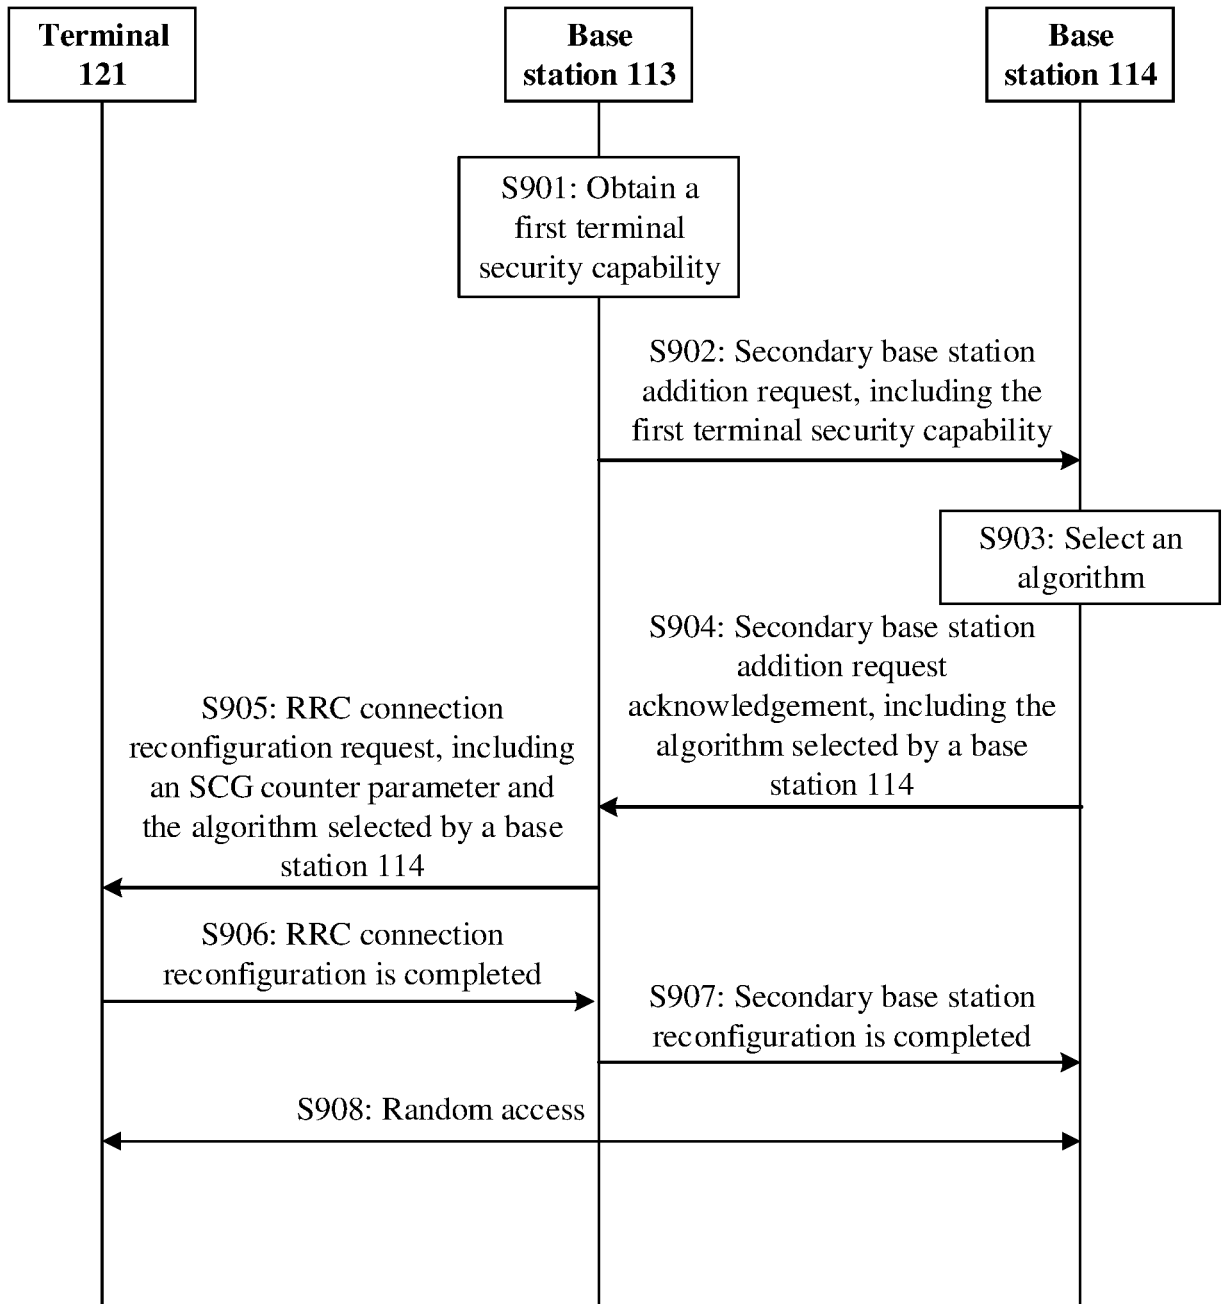 Terminal
121
Base
station 113
Base
station 114
S901: Obtain a
first terminal
security capability
S902: Secondary base station
addition request, including the
first terminal security capability
S903: Select an
algorithm
S904: Secondary base station
addition request
acknowledgement, including the
algorithm selected by a base
station 114
S905: RRC connection
reconfiguration request, including
an SCG counter parameter and
the algorithm selected by a base
station 114
S906: RRC connection
reconfiguration is completed
S907: Secondary base station
reconfiguration is completed
S908: Random access